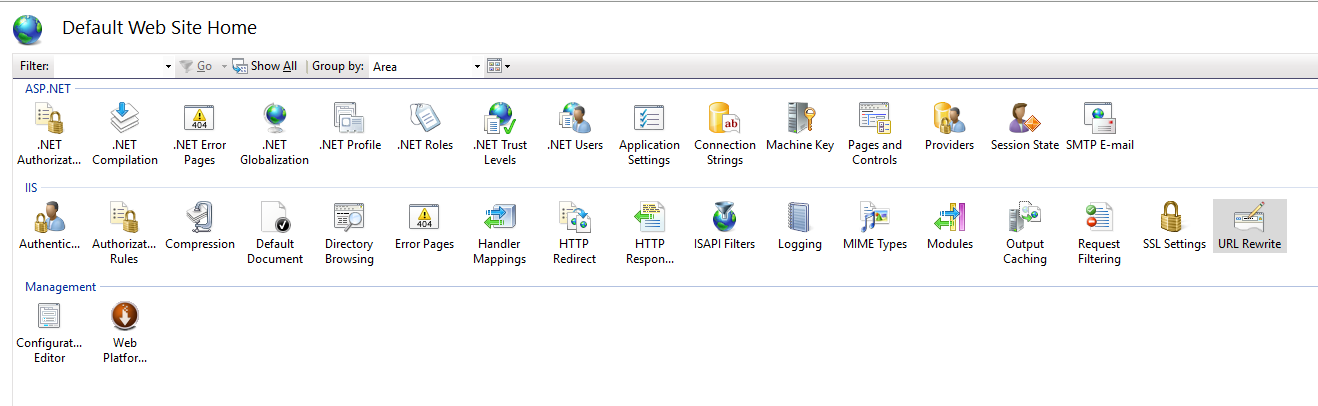 Default Web Site Home
Filter: Go Show All Group by: Area
ASP.NET
.NET Authorizat...
.NET Compilation
404
.NET Error Pages
.NET Globalization
.NET Profile
.NET Roles
.NET Trust Levels
.NET Users
Application Settings
ab
Connection Strings
Machine Key
Pages and Controls
Providers
Session State
SMTP E-mail
IIS
Authentic...
Authorizat... Rules
Compression
Default Document
Directory Browsing
404
Error Pages
Handler Mappings
HTTP Redirect
HTTP Respon...
ISAPI Filters
Logging
MIME Types
Modules
Output Caching
Request Filtering
SSL Settings
URL Rewrite
Management
Configurat... Editor
Web Platfor...